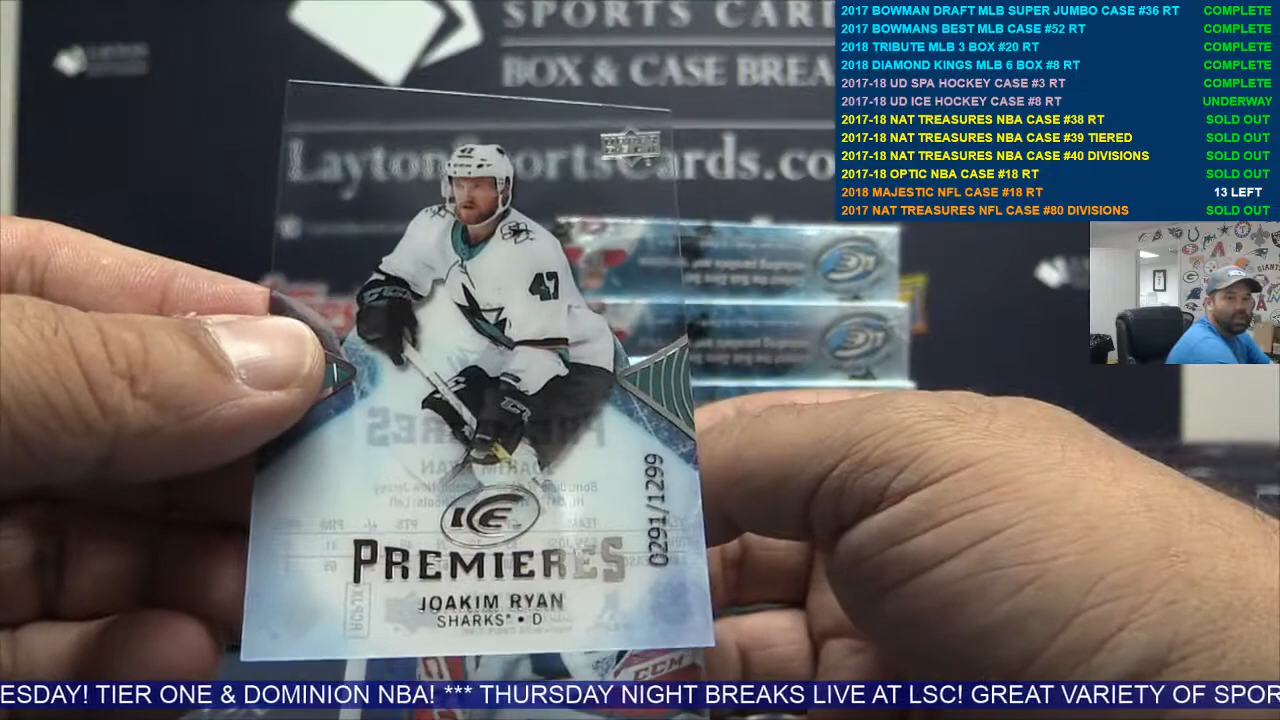 SPORTS CAR
BOX & CASE BREA
LaytonSportsCards.co
2017 BOWMAN DRAFT MLB SUPER JUMBO CASE #36 RT COMPLETE
2017 BOWMANS BEST MLB CASE #52 RT COMPLETE
2018 TRIBUTE MLB 3 BOX #20 RT COMPLETE
2018 DIAMOND KINGS MLB 6 BOX #8 RT COMPLETE
2017-18 UD SPA HOCKEY CASE #3 RT COMPLETE
2017-18 UD ICE HOCKEY CASE #8 RT UNDERWAY
2017-18 NAT TREASURES NBA CASE #38 RT SOLD OUT
2017-18 NAT TREASURES NBA CASE #39 TIERED SOLD OUT
2017-18 NAT TREASURES NBA CASE #40 DIVISIONS SOLD OUT
2017-18 OPTIC NBA CASE #18 RT SOLD OUT
2018 MAJESTIC NFL CASE #18 RT 13 LEFT
2017 NAT TREASURES NFL CASE #80 DIVISIONS SOLD OUT
UPPER DECK
47
47
CCM
ICE
PREMIERES
JOAKIM RYAN
SHARKS • D
0291/1299
CCM
ESDAY! TIER ONE & DOMINION NBA! *** THURSDAY NIGHT BREAKS LIVE AT LSC! GREAT VARIETY OF SPOR